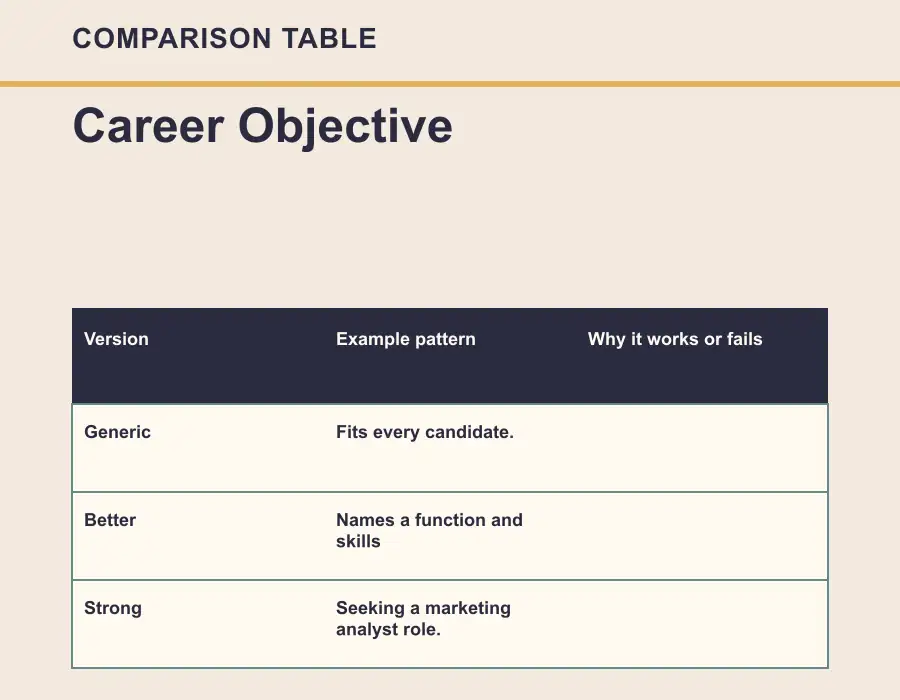 COMPARISON TABLE
Career Objective
Version Example pattern Why it works or fails
Generic Fits every candidate.
Better Names a function and
skills
Strong Seeking a marketing
analyst role.